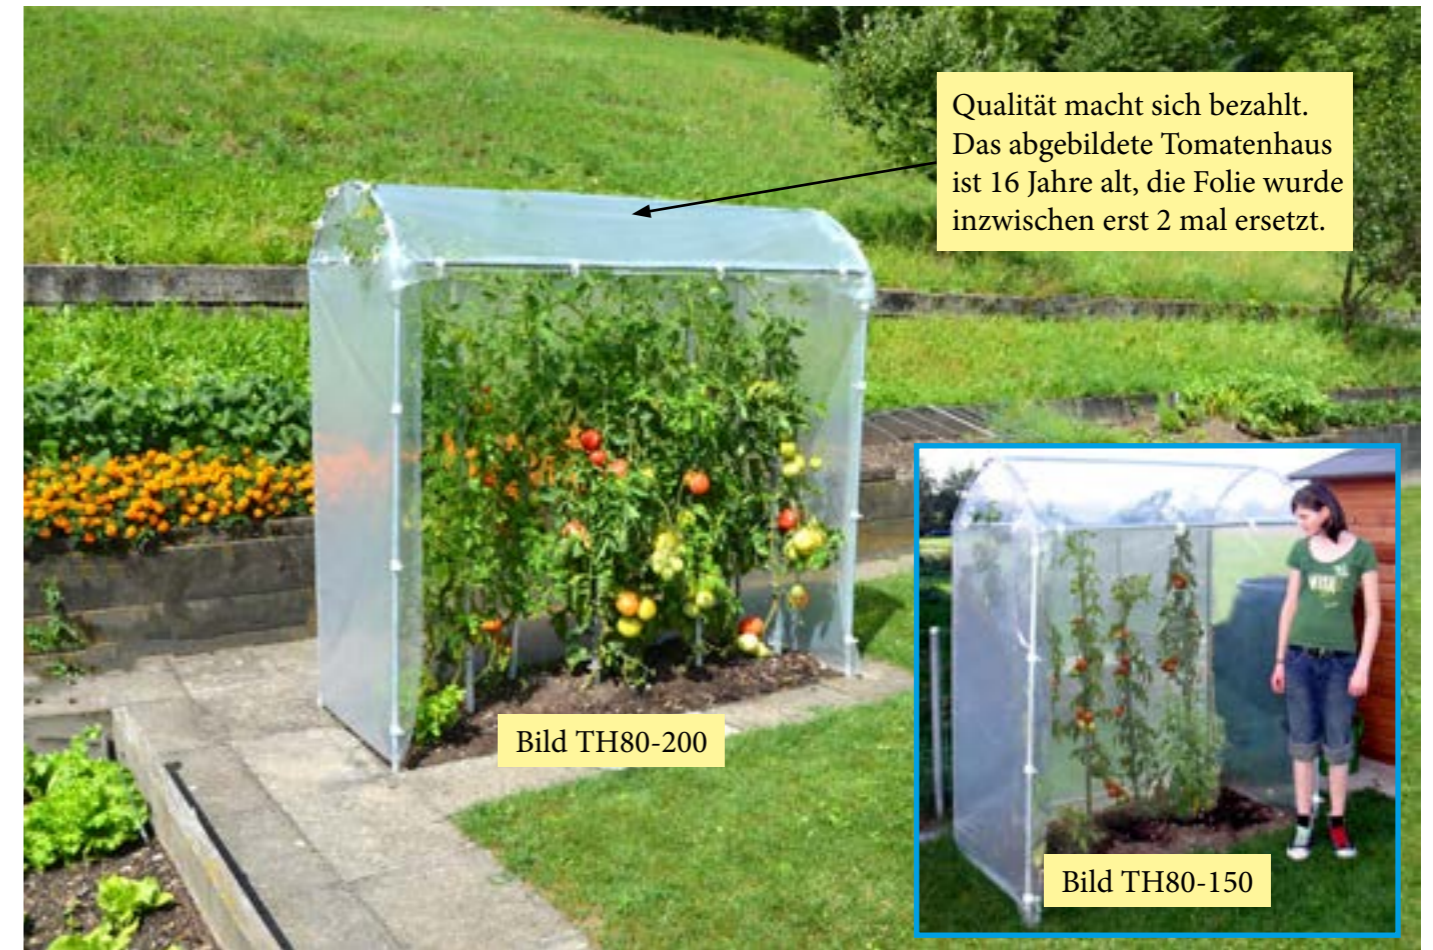 Qualität macht sich bezahlt.
Das abgebildete Tomatenhaus
ist 16 Jahre alt, die Folie wurde
inzwischen erst 2 mal ersetzt.
Bild TH80-200
Bild TH80-150